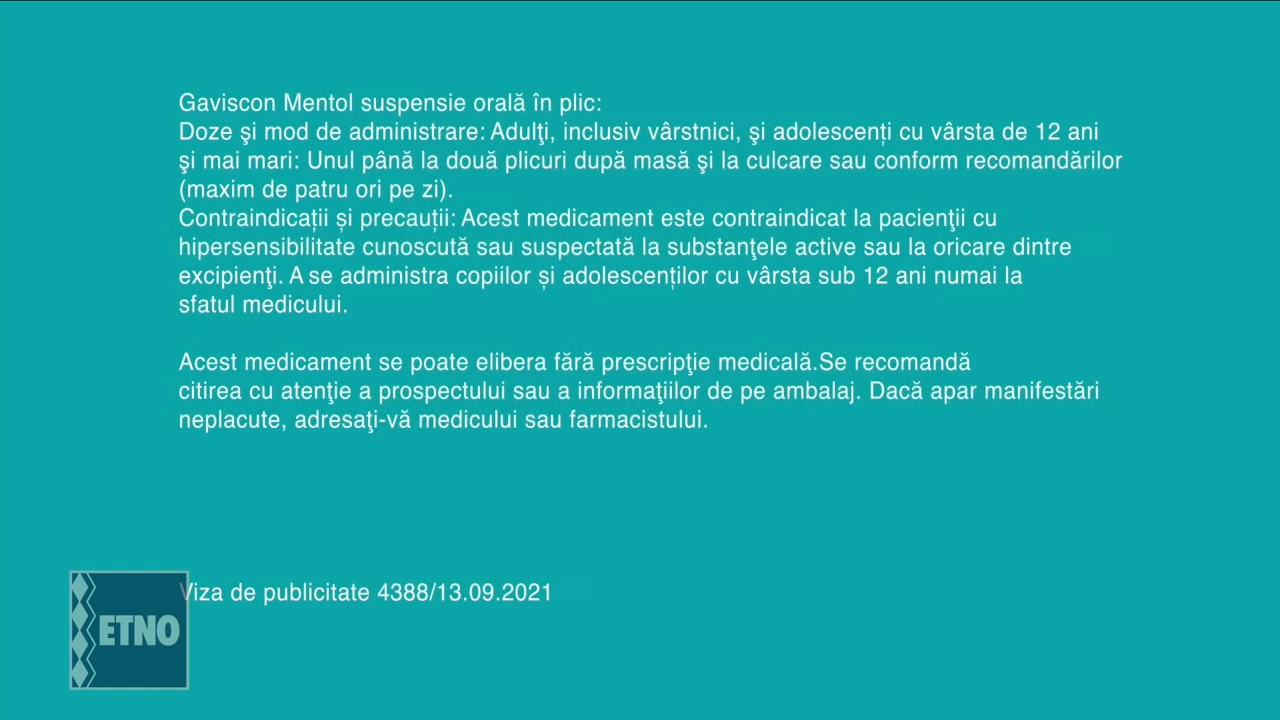 Gaviscon Mentol suspensie orală în plic:
Doze şi mod de administrare: Adulţi, inclusiv vârstnici, şi adolescenți cu vârsta de 12 ani
şi mai mari: Unul până la două plicuri după masă şi la culcare sau conform recomandărilor
(maxim de patru ori pe zi).
Contraindicații și precauții: Acest medicament este contraindicat la pacienţii cu
hipersensibilitate cunoscută sau suspectată la substanţele active sau la oricare dintre
excipienţi. A se administra copiilor și adolescenților cu vârsta sub 12 ani numai la
sfatul medicului.
Acest medicament se poate elibera fără prescripţie medicală.Se recomandă
citirea cu atenţie a prospectului sau a informaţiilor de pe ambalaj. Dacă apar manifestări
neplacute, adresaţi-vă medicului sau farmacistului.
Viza de publicitate 4388/13.09.2021
ETNO